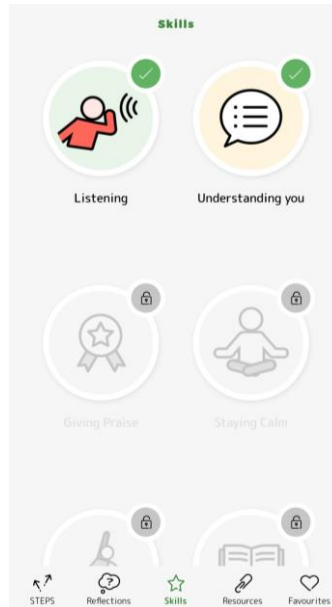 Skills
Listening Understanding you
Giving Praise Staying Calm
STEPS Reflections Skills Resources Favourites